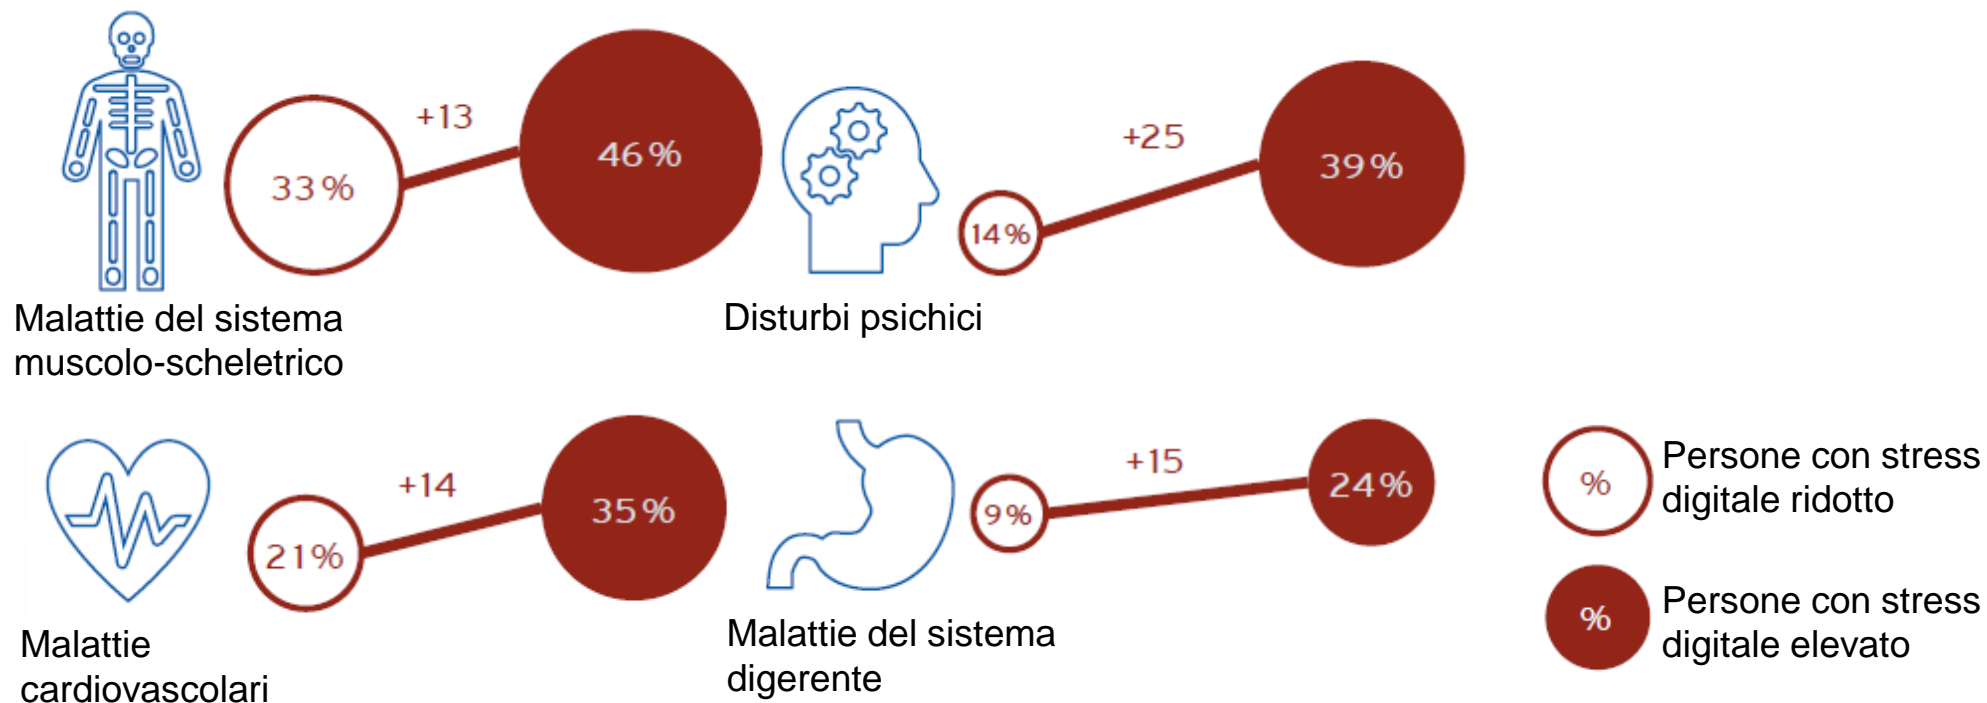 33%
+13
46%
Malattie del sistema
muscolo-scheletrico
14%
+25
39%
Disturbi psichici
21%
+14
35%
Malattie
cardiovascolari
9%
+15
24%
Malattie del sistema
digerente
%
Persone con stress
digitale ridotto
%
Persone con stress
digitale elevato